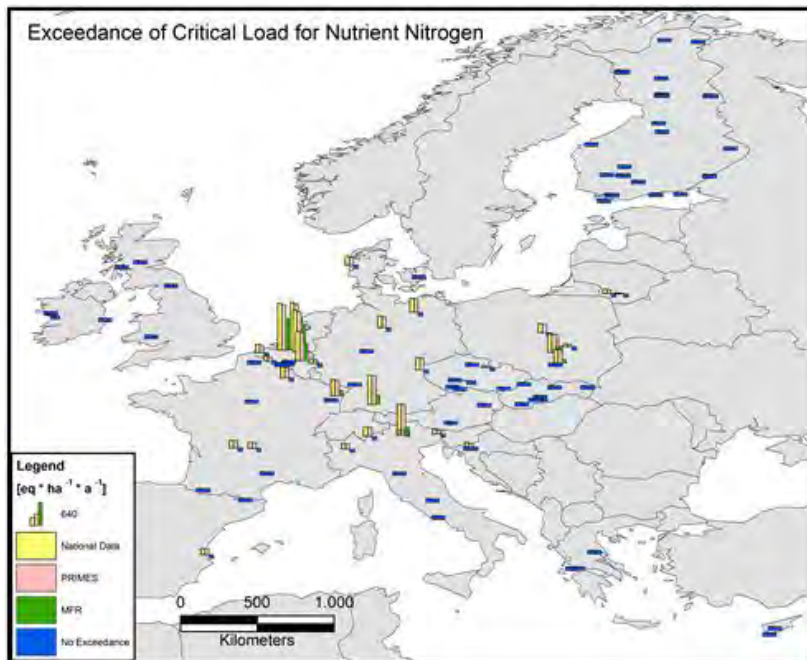 Exceedance of Critical Load for Nutrient Nitrogen
Legend
[eq * ha⁻¹ * a⁻¹]
640
National Data
PRIMES
MFR
No Exceedance
0 500 1.000
Kilometers